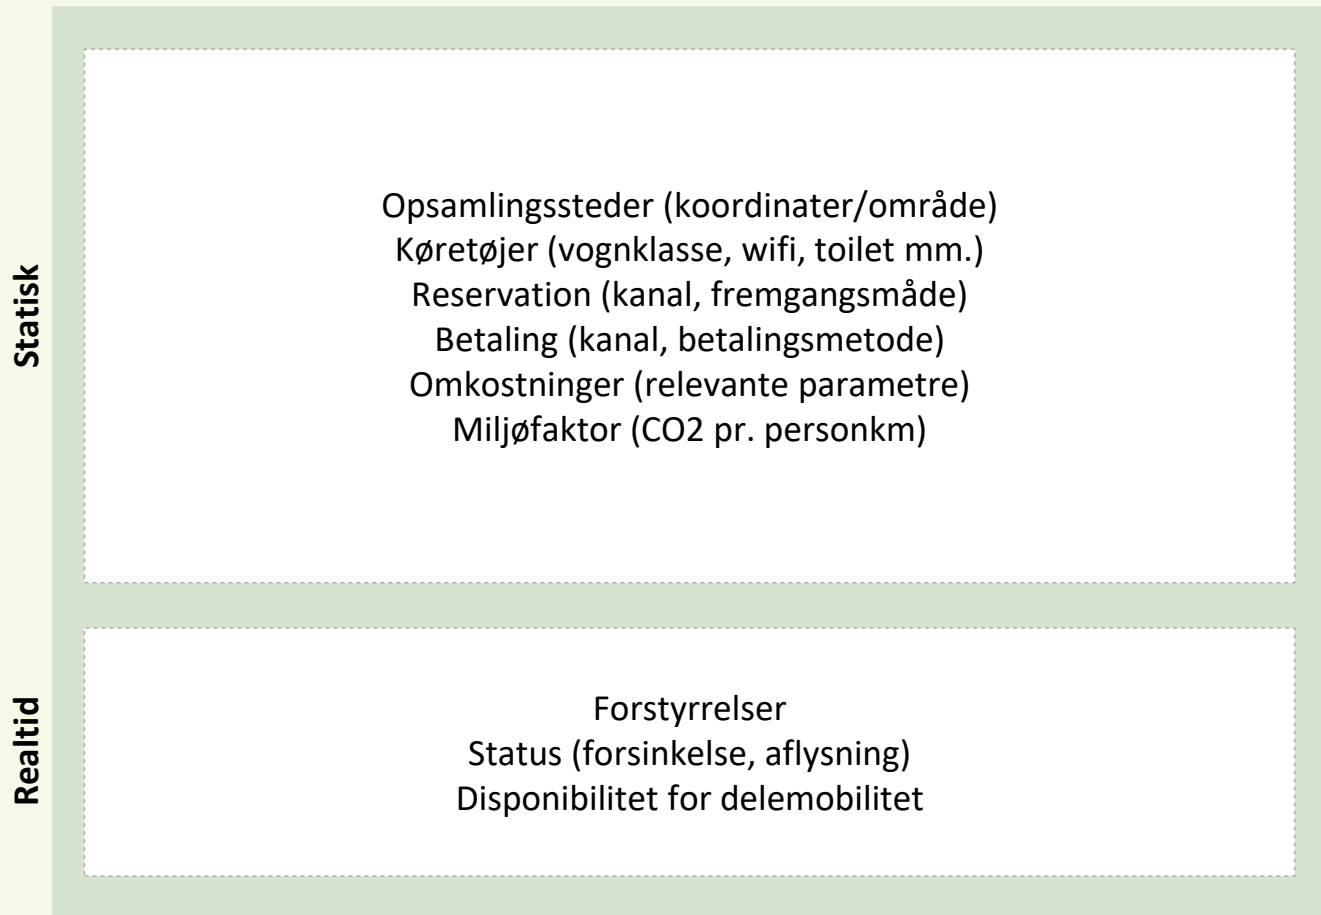 Statisk
Opsamlingssteder (koordinater/område)
Køretøjer (vognklasse, wifi, toilet mm.)
Reservation (kanal, fremgangsmåde)
Betaling (kanal, betalingsmetode)
Omkostninger (relevante parametre)
Miljøfaktor (CO2 pr. personkm)
Realtid
Forstyrrelser
Status (forsinkelse, aflysning)
Disponibilitet for delemobilitet